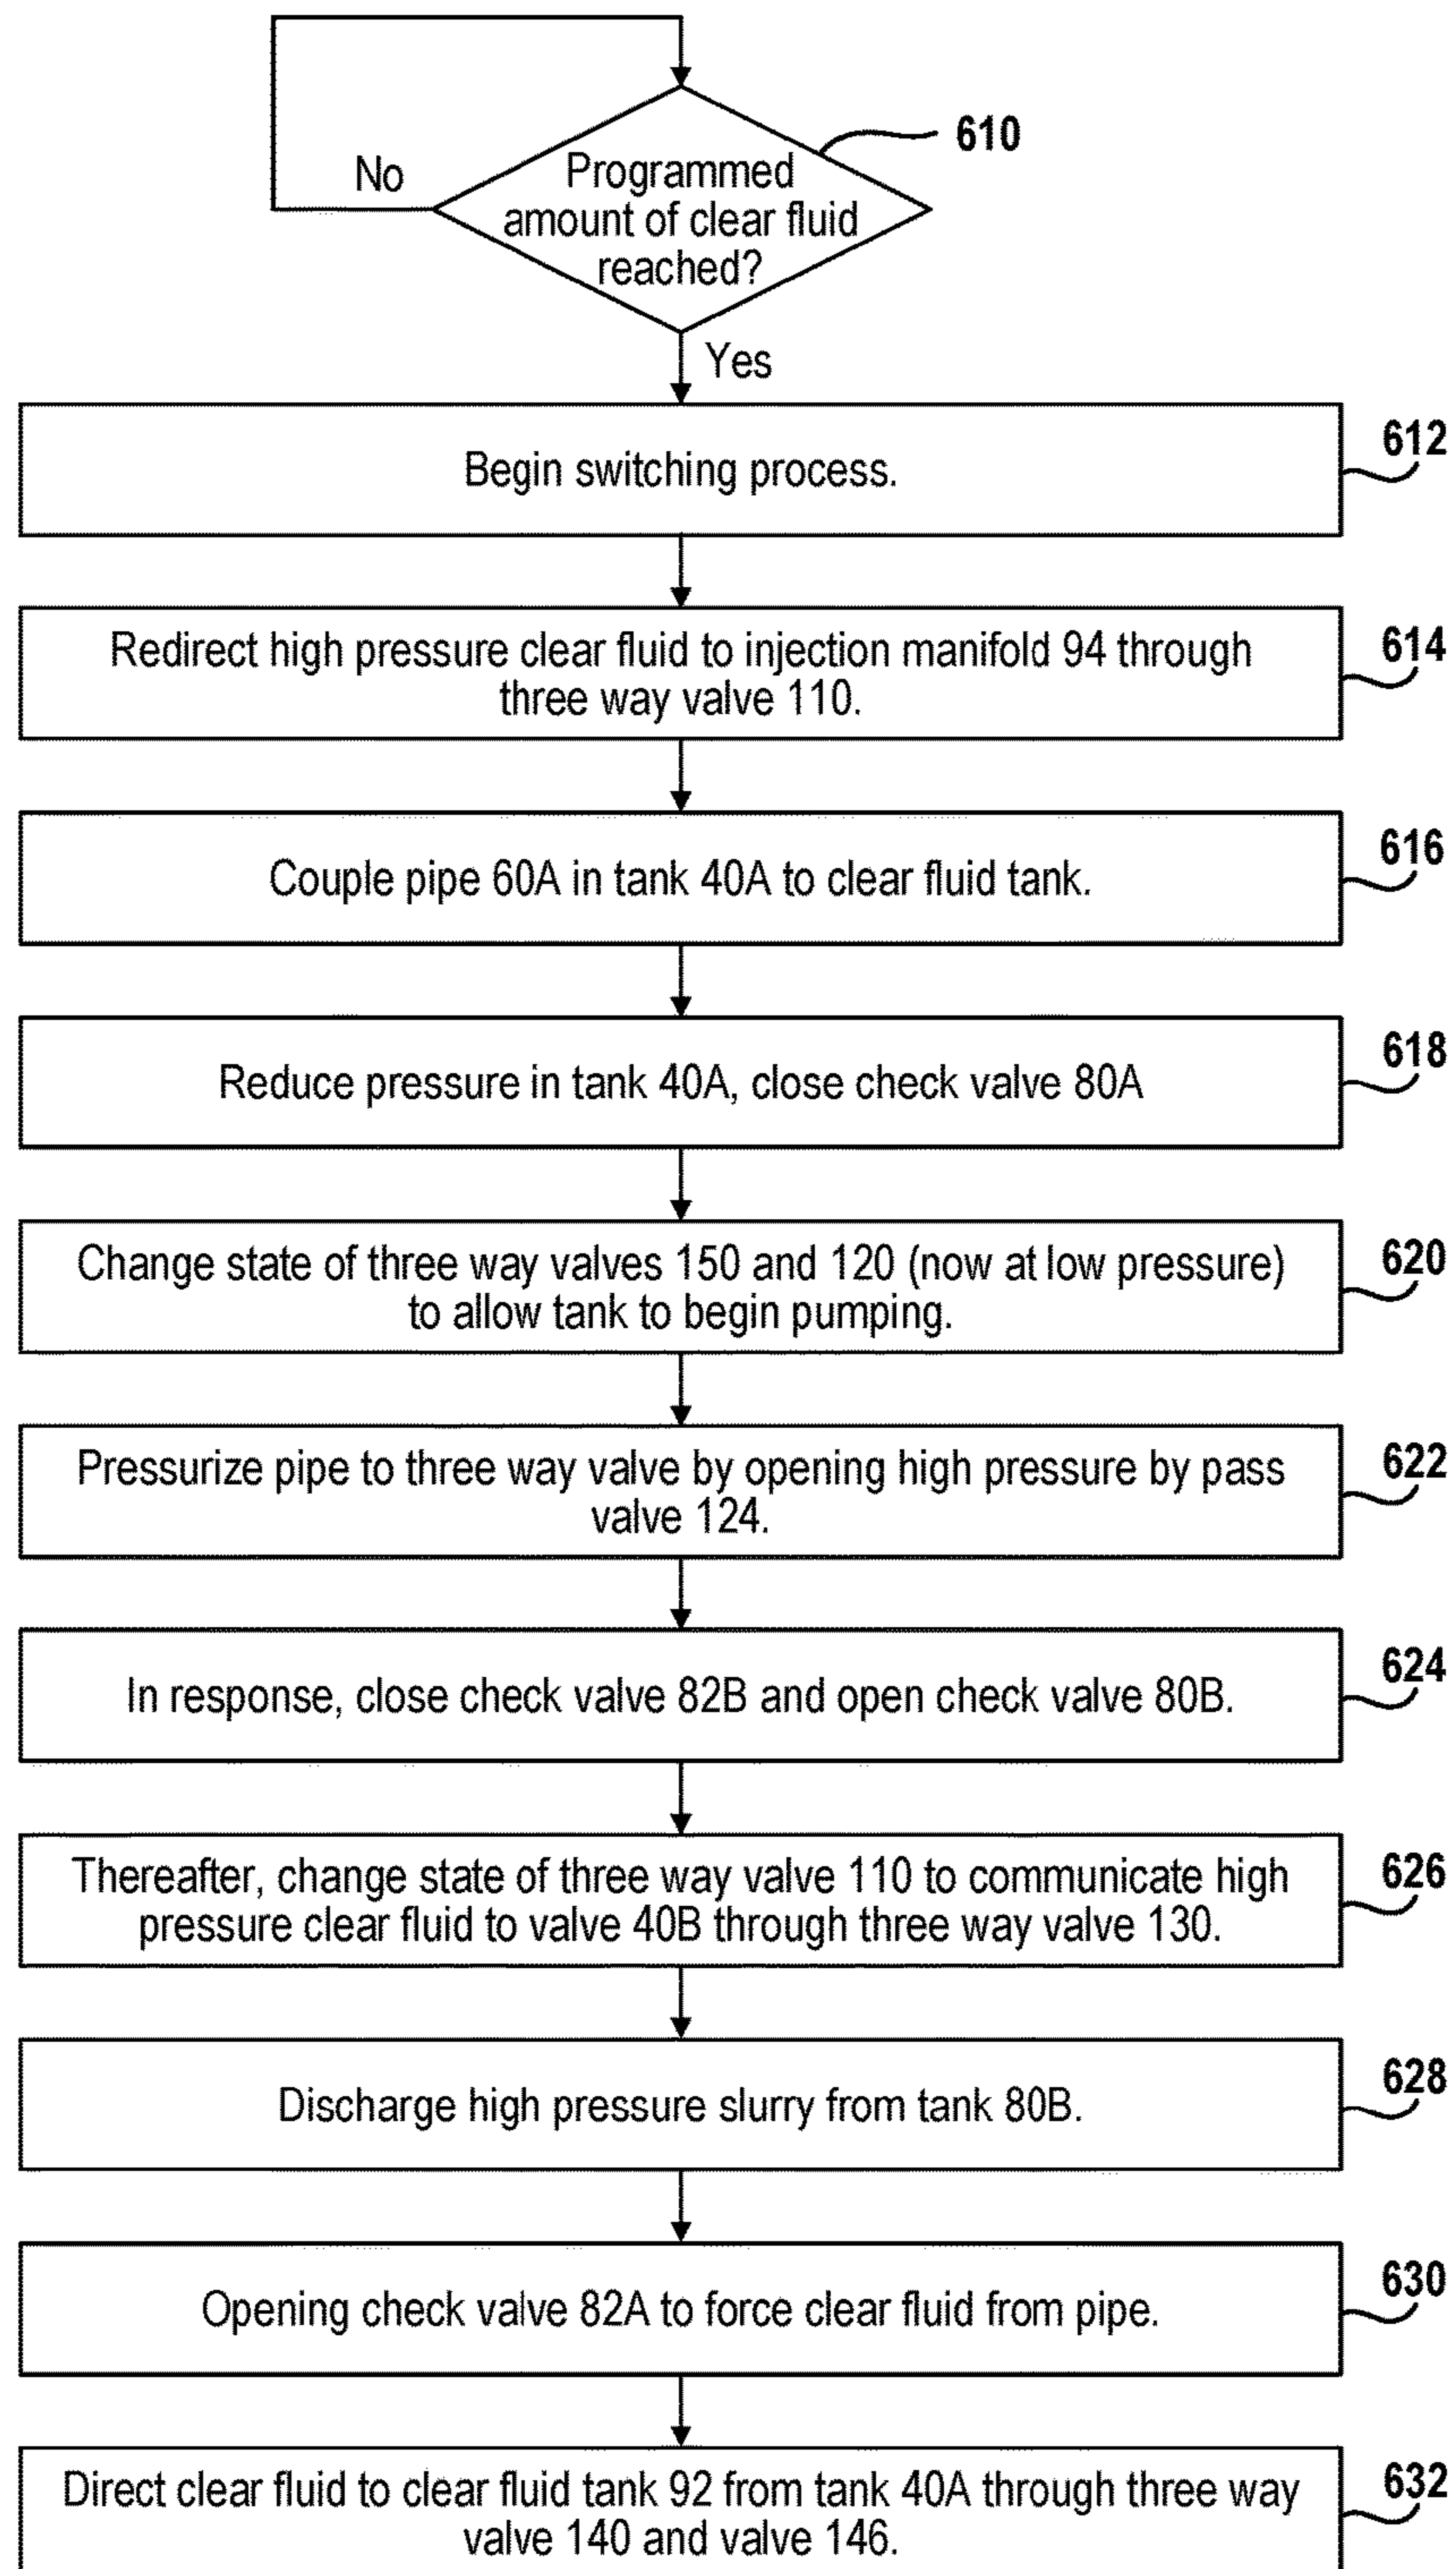 610
No
Programmed
amount of clear fluid
reached?
Yes
Begin switching process.
612
Redirect high pressure clear fluid to injection manifold 94 through
three way valve 110.
614
Couple pipe 60A in tank 40A to clear fluid tank.
616
Reduce pressure in tank 40A, close check valve 80A
618
Change state of three way valves 150 and 120 (now at low pressure)
to allow tank to begin pumping.
620
Pressurize pipe to three way valve by opening high pressure by pass
valve 124.
622
In response, close check valve 82B and open check valve 80B.
624
Thereafter, change state of three way valve 110 to communicate high
pressure clear fluid to valve 40B through three way valve 130.
626
Discharge high pressure slurry from tank 80B.
628
Opening check valve 82A to force clear fluid from pipe.
630
Direct clear fluid to clear fluid tank 92 from tank 40A through three way
valve 140 and valve 146.
632